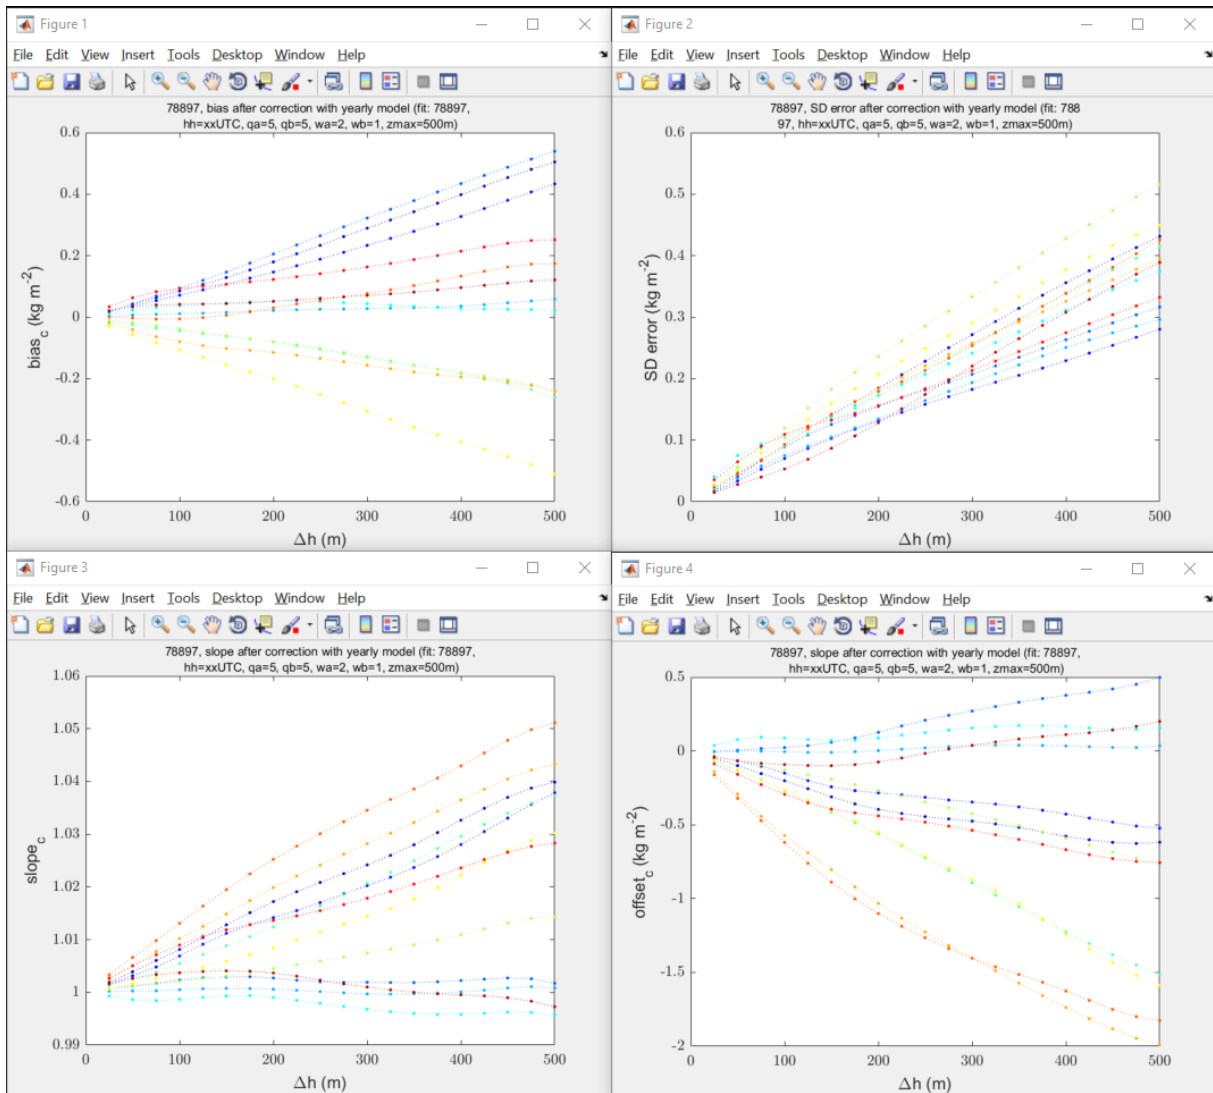 Figure 1
File Edit View Insert Tools Desktop Window Help
78897, bias after correction with yearly model (fit: 78897,
hh=xxUTC, qa=5, qb=5, wa=2, wb=1, zmax=500m)
0.6
0.4
0.2
0
-0.2
-0.4
-0.6
bias_c (kg m^-2)
0 100 200 300 400 500
Δh (m)
Figure 2
File Edit View Insert Tools Desktop Window Help
78897, SD error after correction with yearly model (fit: 788
97, hh=xxUTC, qa=5, qb=5, wa=2, wb=1, zmax=500m)
0.6
0.5
0.4
0.3
0.2
0.1
0
SD error (kg m^-2)
0 100 200 300 400 500
Δh (m)
Figure 3
File Edit View Insert Tools Desktop Window Help
78897, slope after correction with yearly model (fit: 78897,
hh=xxUTC, qa=5, qb=5, wa=2, wb=1, zmax=500m)
1.06
1.05
1.04
1.03
1.02
1.01
1
0.99
slope_c
0 100 200 300 400 500
Δh (m)
Figure 4
File Edit View Insert Tools Desktop Window Help
78897, slope after correction with yearly model (fit: 78897,
hh=xxUTC, qa=5, qb=5, wa=2, wb=1, zmax=500m)
0.5
0
-0.5
-1
-1.5
-2
offset_c (kg m^-2)
0 100 200 300 400 500
Δh (m)